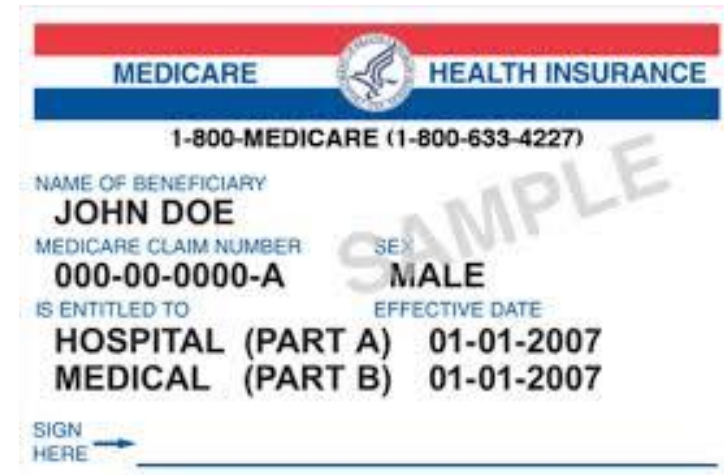 MEDICARE HEALTH INSURANCE
1-800-MEDICARE (1-800-633-4227)
SAMPLE
NAME OF BENEFICIARY
JOHN DOE
MEDICARE CLAIM NUMBER SEX
000-00-0000-A MALE
IS ENTITLED TO EFFECTIVE DATE
HOSPITAL (PART A) 01-01-2007
MEDICAL (PART B) 01-01-2007
SIGN
HERE